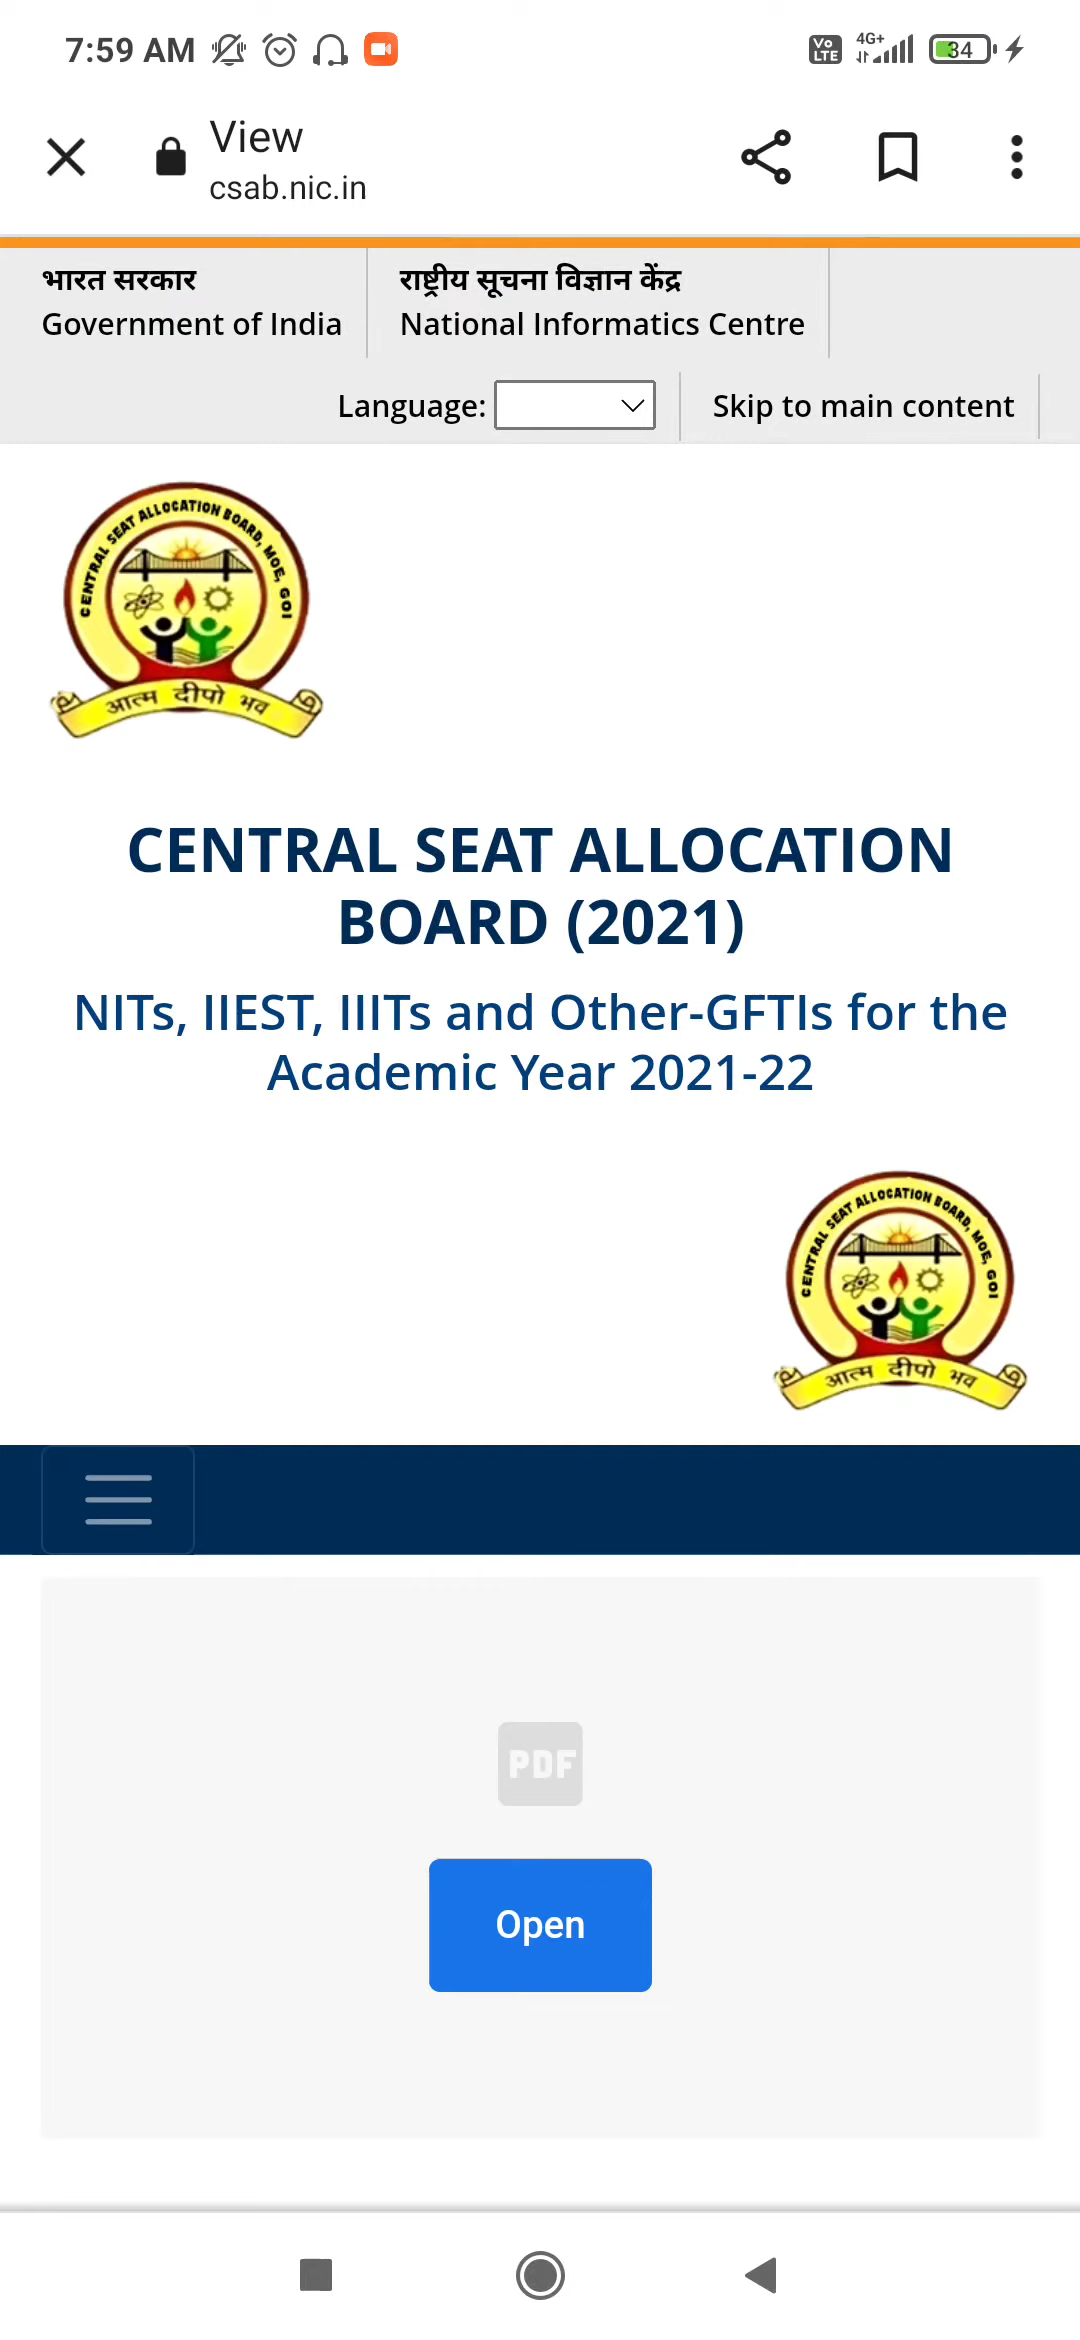 7:59 AM
Vo LTE 4G+ 34
View
csab.nic.in
भारत सरकार
Government of India
राष्ट्रीय सूचना विज्ञान केंद्र
National Informatics Centre
Language:
Skip to main content
CENTRAL SEAT ALLOCATION BOARD, MOE, GOI
आत्म दीपो भव
CENTRAL SEAT ALLOCATION
BOARD (2021)
NITs, IIEST, IIITs and Other-GFTIs for the
Academic Year 2021-22
CENTRAL SEAT ALLOCATION BOARD, MOE, GOI
आत्म दीपो भव
PDF
Open